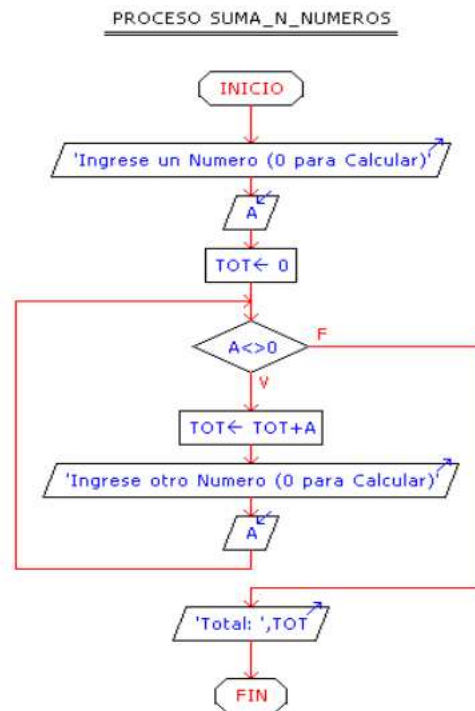 PROCESO SUMA_N_NUMEROS
INICIO
'Ingrese un Numero (0 para Calcular)'
A
TOT← 0
A<>0
F
V
TOT← TOT+A
'Ingrese otro Numero (0 para Calcular)'
A
'Total: ',TOT
FIN